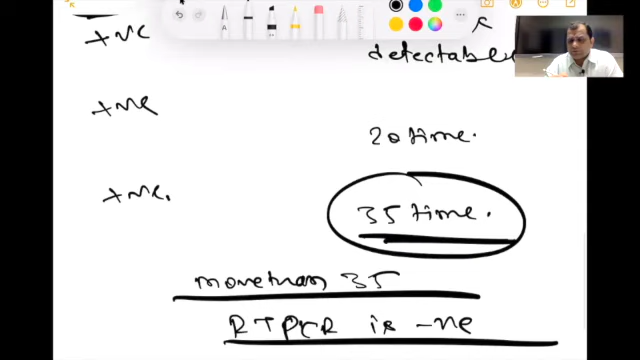 +ve
detectable
+ve
20 time.
+ve.
35 time.
more than 35
RTPCR is -ve